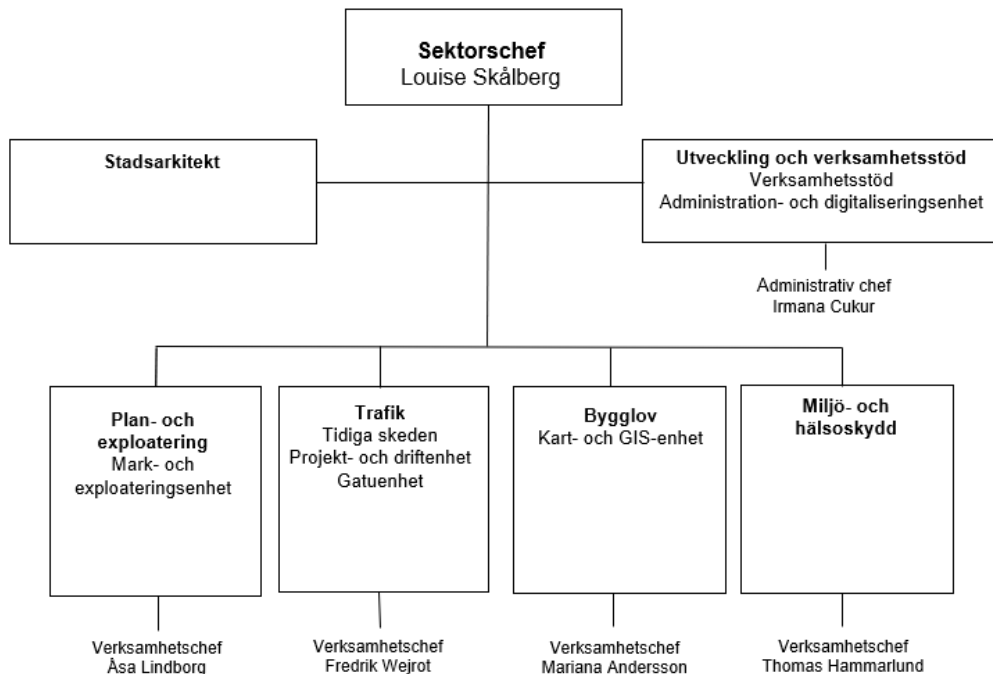 Sektorschef
Louise Skålberg
Stadsarkitekt
Utveckling och verksamhetsstöd
Verksamhetsstöd
Administration- och digitaliseringsenhet
Administrativ chef
Irmana Cukur
Plan- och
exploatering
Mark- och
exploateringsenhet
Trafik
Tidiga skeden
Projekt- och driftenhet
Gatuenhet
Bygglov
Kart- och GIS-enhet
Miljö- och
hälsoskydd
Verksamhetschef
Åsa Lindborg
Verksamhetschef
Fredrik Wejrot
Verksamhetschef
Mariana Andersson
Verksamhetschef
Thomas Hammarlund